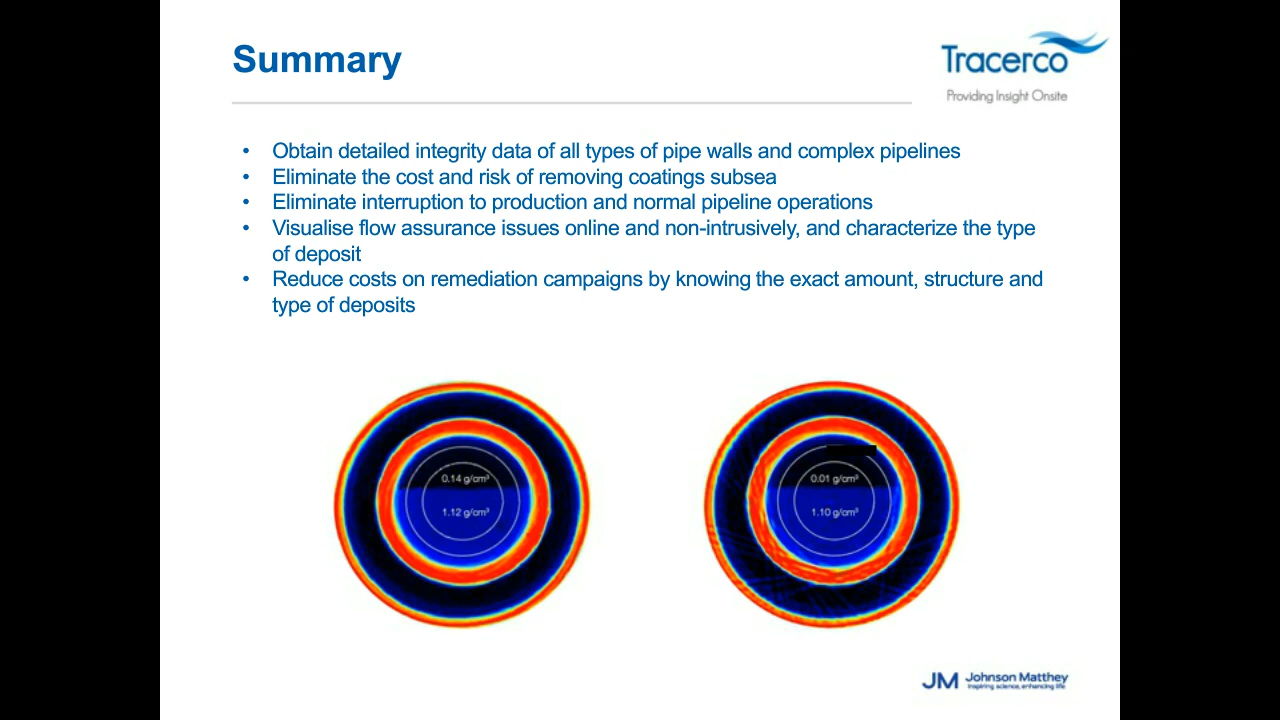 Summary
Tracerco
Providing Insight Onsite
• Obtain detailed integrity data of all types of pipe walls and complex pipelines
• Eliminate the cost and risk of removing coatings subsea
• Eliminate interruption to production and normal pipeline operations
• Visualise flow assurance issues online and non-intrusively, and characterize the type
of deposit
• Reduce costs on remediation campaigns by knowing the exact amount, structure and
type of deposits
0.14 g/cm³
1.12 g/cm³
0.01 g/cm³
1.10 g/cm³
JM Johnson Matthey
Inspiring science, enhancing life